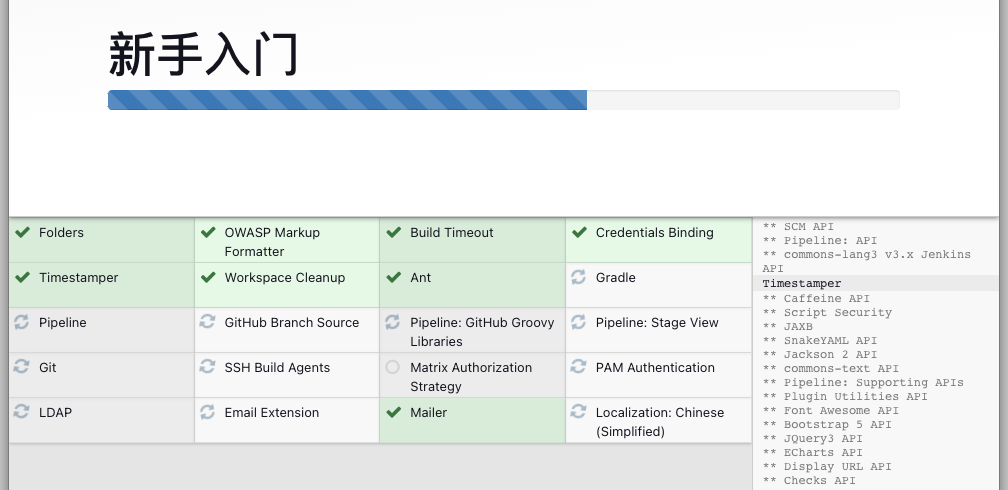 新手入门
Folders
OWASP Markup
Formatter
Build Timeout
Credentials Binding
Timestamper
Workspace Cleanup
Ant
Gradle
Pipeline
GitHub Branch Source
Pipeline: GitHub Groovy
Libraries
Pipeline: Stage View
Git
SSH Build Agents
Matrix Authorization
Strategy
PAM Authentication
LDAP
Email Extension
Mailer
Localization: Chinese
(Simplified)
** SCM API
** Pipeline: API
** commons-lang3 v3.x Jenkins
API
Timestamper
** Caffeine API
** Script Security
** JAXB
** SnakeYAML API
** Jackson 2 API
** commons-text API
** Pipeline: Supporting APIs
** Plugin Utilities API
** Font Awesome API
** Bootstrap 5 API
** JQuery3 API
** ECharts API
** Display URL API
** Checks API